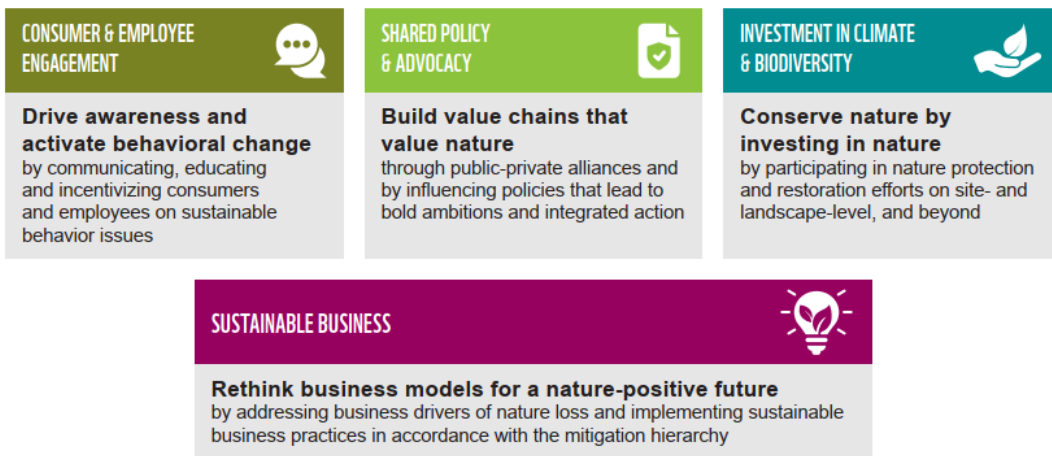 CONSUMER & EMPLOYEE
ENGAGEMENT
Drive awareness and
activate behavioral change
by communicating, educating
and incentivizing consumers
and employees on sustainable
behavior issues
SHARED POLICY
& ADVOCACY
Build value chains that
value nature
through public-private alliances and
by influencing policies that lead to
bold ambitions and integrated action
INVESTMENT IN CLIMATE
& BIODIVERSITY
Conserve nature by
investing in nature
by participating in nature protection
and restoration efforts on site- and
landscape-level, and beyond
SUSTAINABLE BUSINESS
Rethink business models for a nature-positive future
by addressing business drivers of nature loss and implementing sustainable
business practices in accordance with the mitigation hierarchy